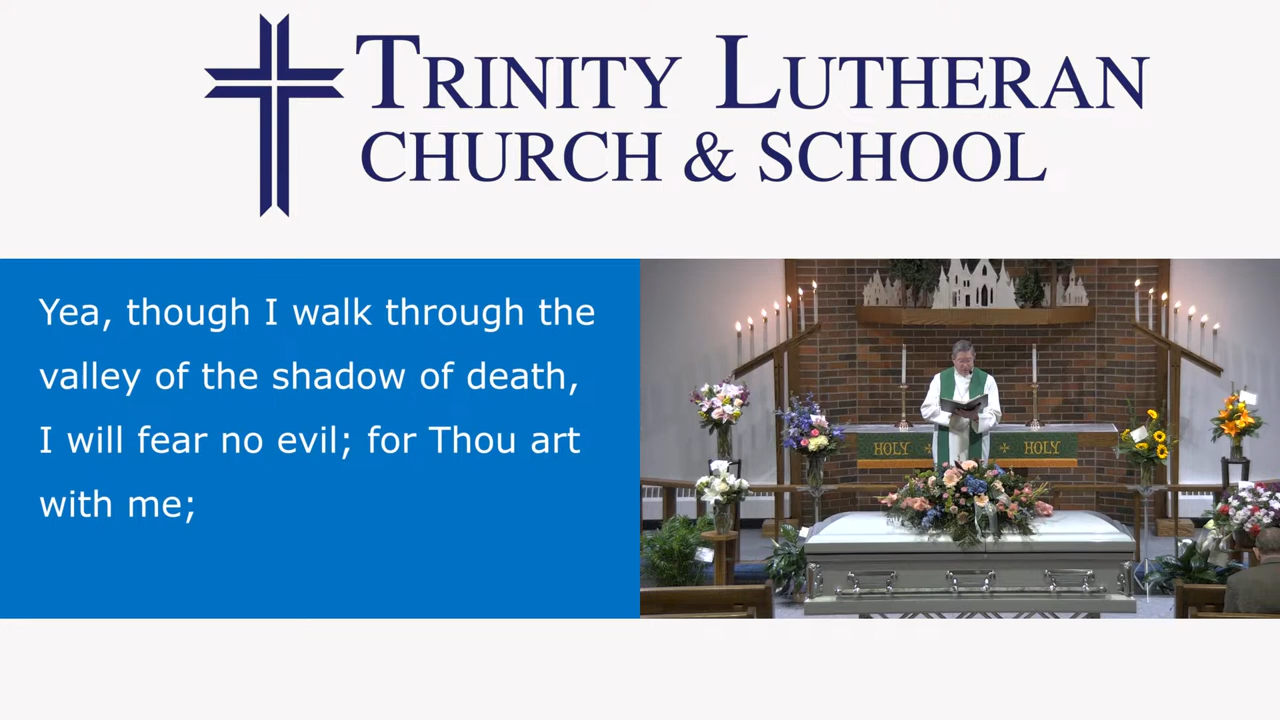 TRINITY LUTHERAN
CHURCH & SCHOOL
Yea, though I walk through the
valley of the shadow of death,
I will fear no evil; for Thou art
with me;
HOLY HOLY